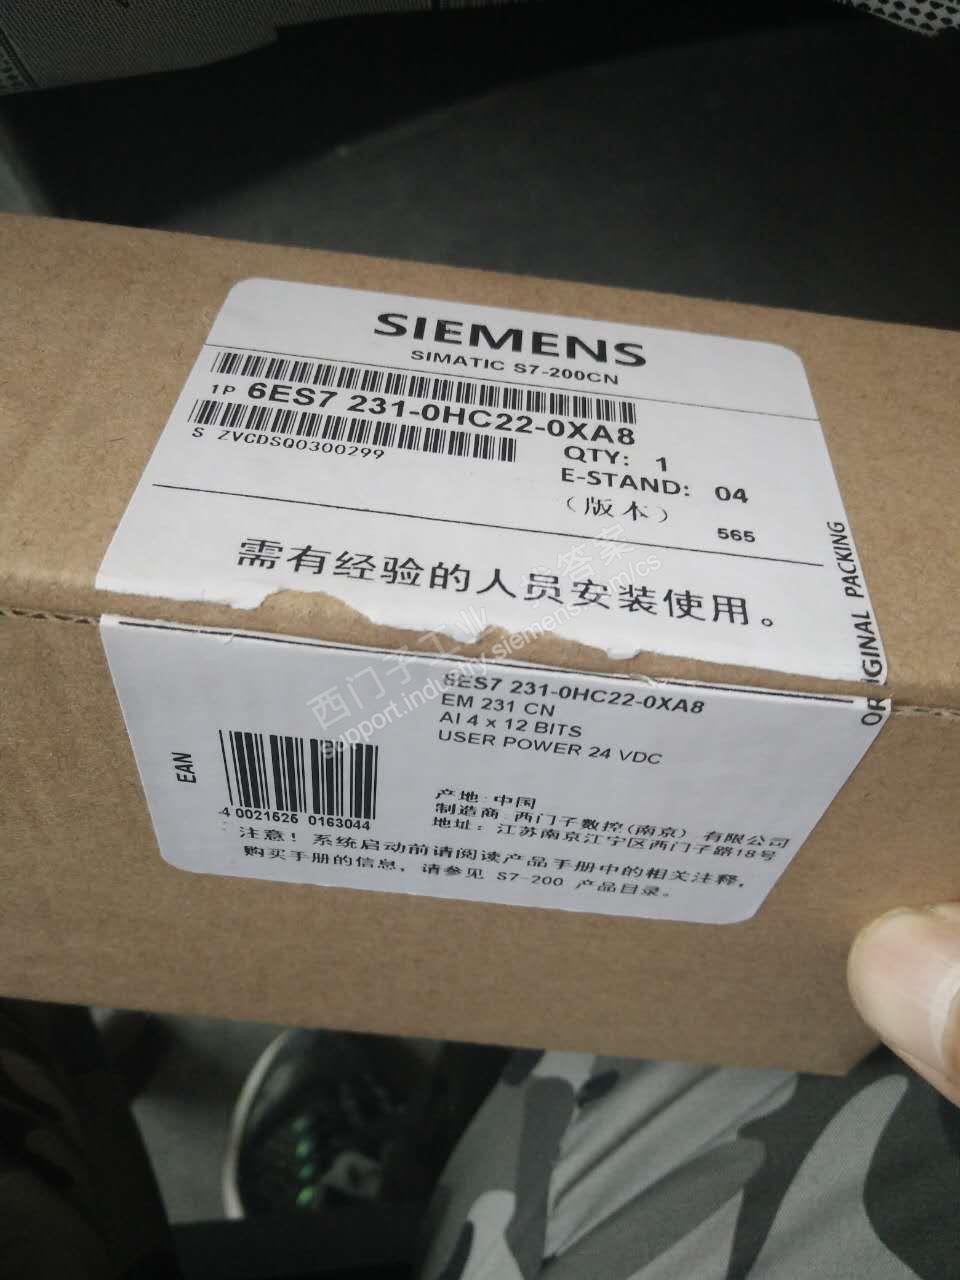 SIEMENS
SIMATIC S7-200CN
1P 6ES7 231-0HC22-0XA8
S ZVCDSQ0300299
QTY: 1
E-STAND: 04
(版本)
565
需有经验的人员安装使用。
ORIGINAL PACKING
西门子工业 找答案
support.industry.siemens.com/cs
6ES7 231-0HC22-0XA8
EM 231 CN
AI 4 x 12 BITS
USER POWER 24 VDC
EAN
4 0021525 0163044
产地:中国
制造商:西门子数控(南京)有限公司
地址:江苏南京江宁区西门子路18号
注意!系统启动前请阅读产品手册中的相关注释,
购买手册的信息,请参见 S7-200 产品目录。